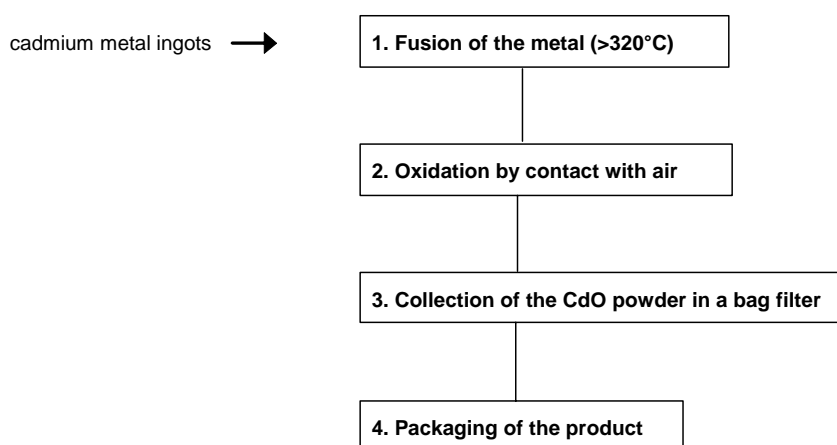 cadmium metal ingots
1. Fusion of the metal (>320°C)
2. Oxidation by contact with air
3. Collection of the CdO powder in a bag filter
4. Packaging of the product